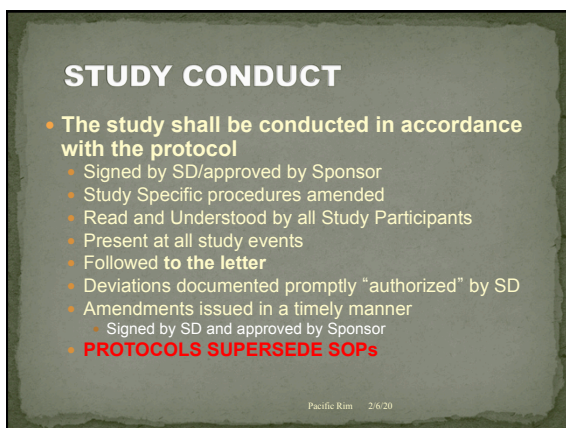 STUDY CONDUCT
• The study shall be conducted in accordance
with the protocol
• Signed by SD/approved by Sponsor
• Study Specific procedures amended
• Read and Understood by all Study Participants
• Present at all study events
• Followed to the letter
• Deviations documented promptly “authorized” by SD
• Amendments issued in a timely manner
• Signed by SD and approved by Sponsor
• PROTOCOLS SUPERSEDE SOPs
Pacific Rim 2/6/20